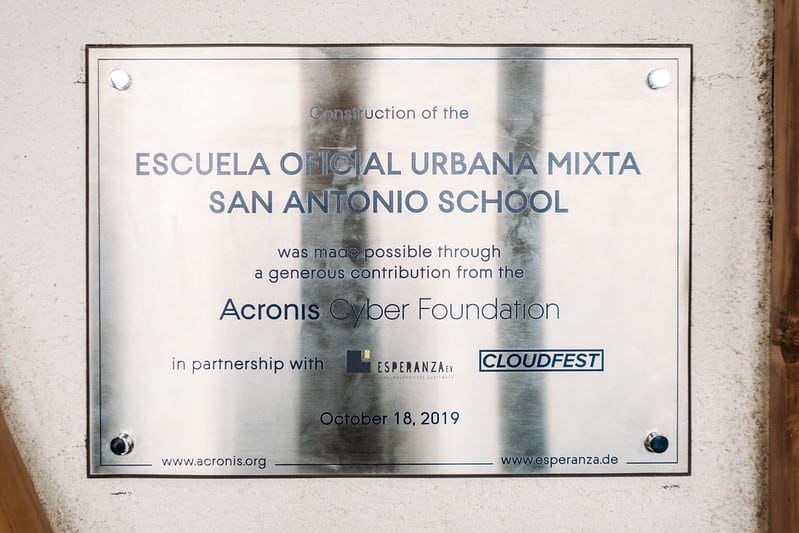 Construction of the
ESCUELA OFICIAL URBANA MIXTA
SAN ANTONIO SCHOOL
was made possible through
a generous contribution from the
Acronis Cyber Foundation
in partnership with ESPERANZA EV CLOUDFEST
October 18, 2019
www.acronis.org www.esperanza.de